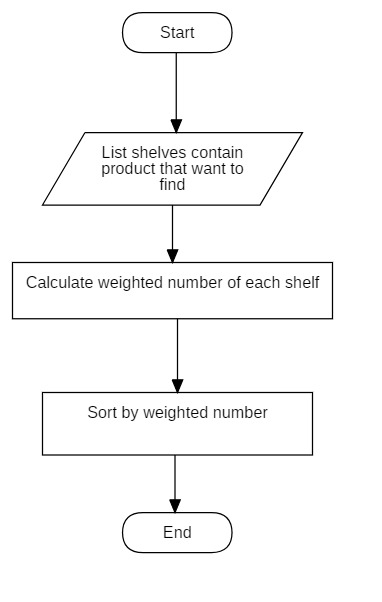 Start
List shelves contain
product that want to
find
Calculate weighted number of each shelf
Sort by weighted number
End